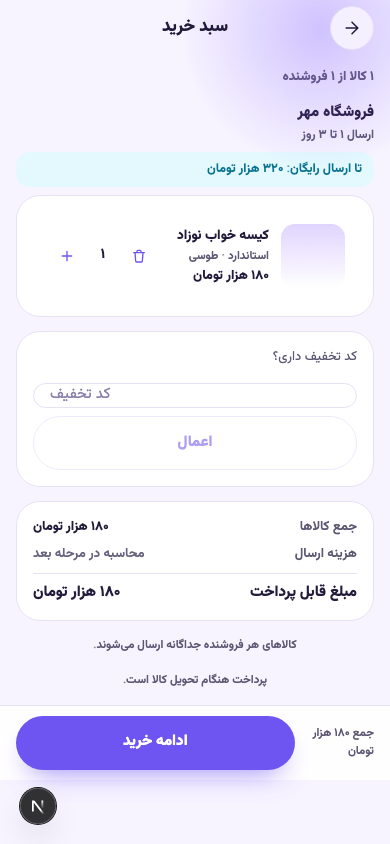 سبد خرید
۱ کالا از ۱ فروشنده
فروشگاه مهر
ارسال ۱ تا ۳ روز
تا ارسال رایگان: ۳۲۰ هزار تومان
کیسه خواب نوزاد
استاندارد · طوسی
۱۸۰ هزار تومان
۱
کد تخفیف داری؟
کد تخفیف
اعمال
جمع کالاها ۱۸۰ هزار تومان
هزینه ارسال محاسبه در مرحله بعد
مبلغ قابل پرداخت ۱۸۰ هزار تومان
کالاهای هر فروشنده جداگانه ارسال می‌شوند.
پرداخت هنگام تحویل کالا است.
جمع ۱۸۰ هزار
تومان
ادامه خرید
N